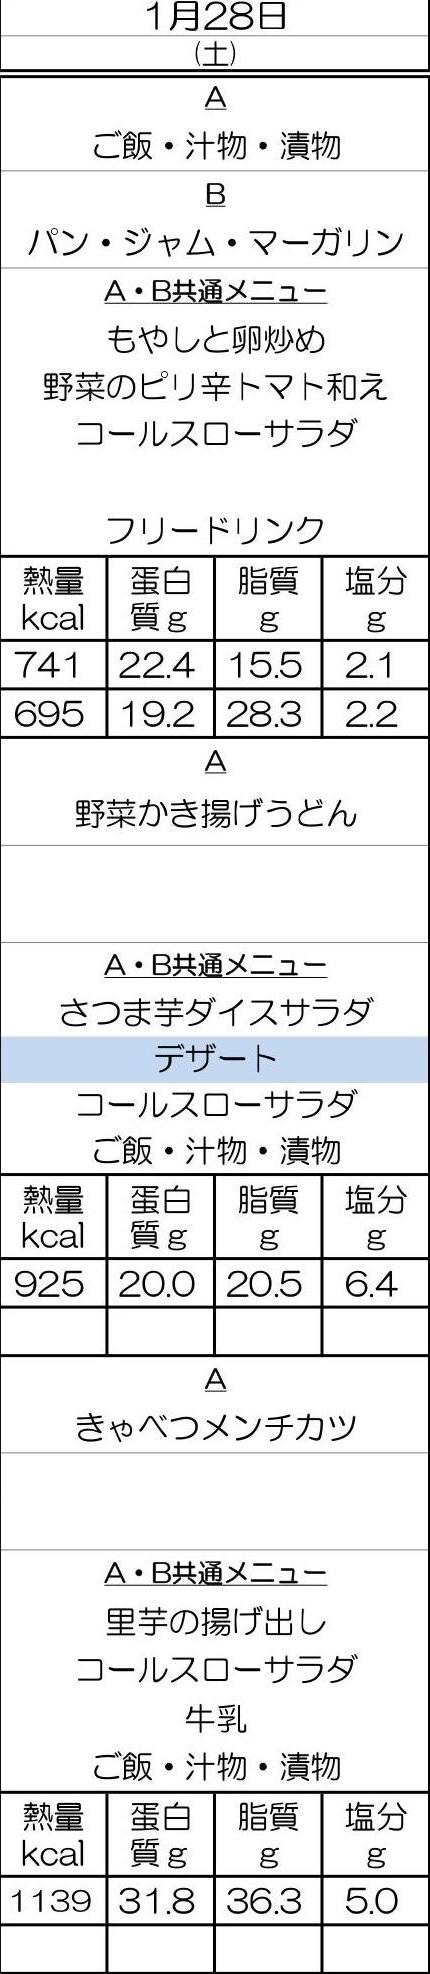 1月28日
(土)
A
ご飯・汁物・漬物
B
パン・ジャム・マーガリン
A・B共通メニュー
もやしと卵炒め
野菜のピリ辛トマト和え
コールスローサラダ
フリードリンク
熱量 蛋白 脂質 塩分
kcal 質g g g
741 22.4 15.5 2.1
695 19.2 28.3 2.2
A
野菜かき揚げうどん
A・B共通メニュー
さつま芋ダイスサラダ
デザート
コールスローサラダ
ご飯・汁物・漬物
熱量 蛋白 脂質 塩分
kcal 質g g g
925 20.0 20.5 6.4
A
きゃべつメンチカツ
A・B共通メニュー
里芋の揚げ出し
コールスローサラダ
牛乳
ご飯・汁物・漬物
熱量 蛋白 脂質 塩分
kcal 質g g g
1139 31.8 36.3 5.0